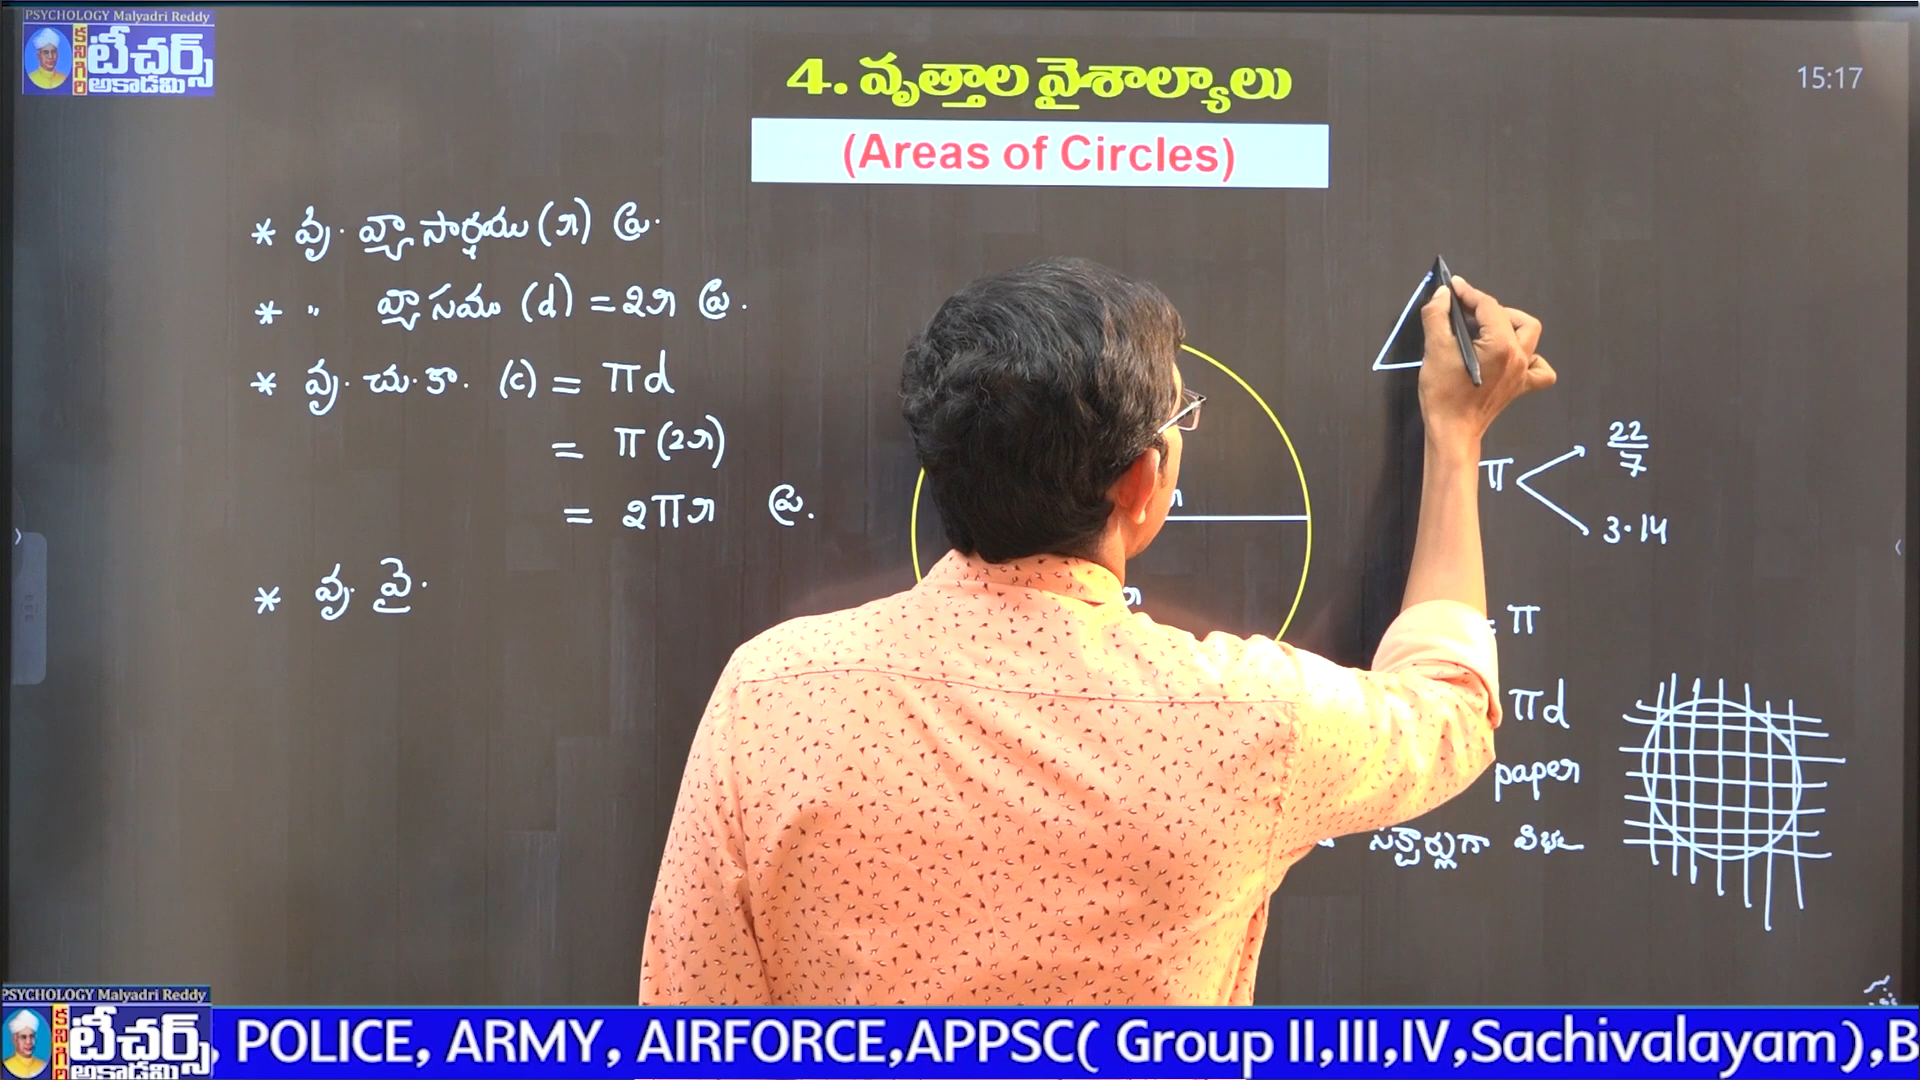 PSYCHOLOGY Malyadri Reddy
కనిగిరి
టీచర్స్
అకాడమి
4. వృత్తాల వైశాల్యాలు
(Areas of Circles)
15:17
* వృ. వ్యాసార్థము (r) ప్ర.
* " వ్యాసము (d) = 2r ప్ర.
* వృ. చు. కొ. (c) = πd
= π(2r)
= 2πr ప్ర.
* వృ. వై.
r
π
22/7
3.14
π
πd
paper
PSYCHOLOGY Malyadri Reddy
కనిగిరి
టీచర్స్
అకాడమి
, POLICE, ARMY, AIRFORCE,APPSC( Group II,III,IV,Sachivalayam),B